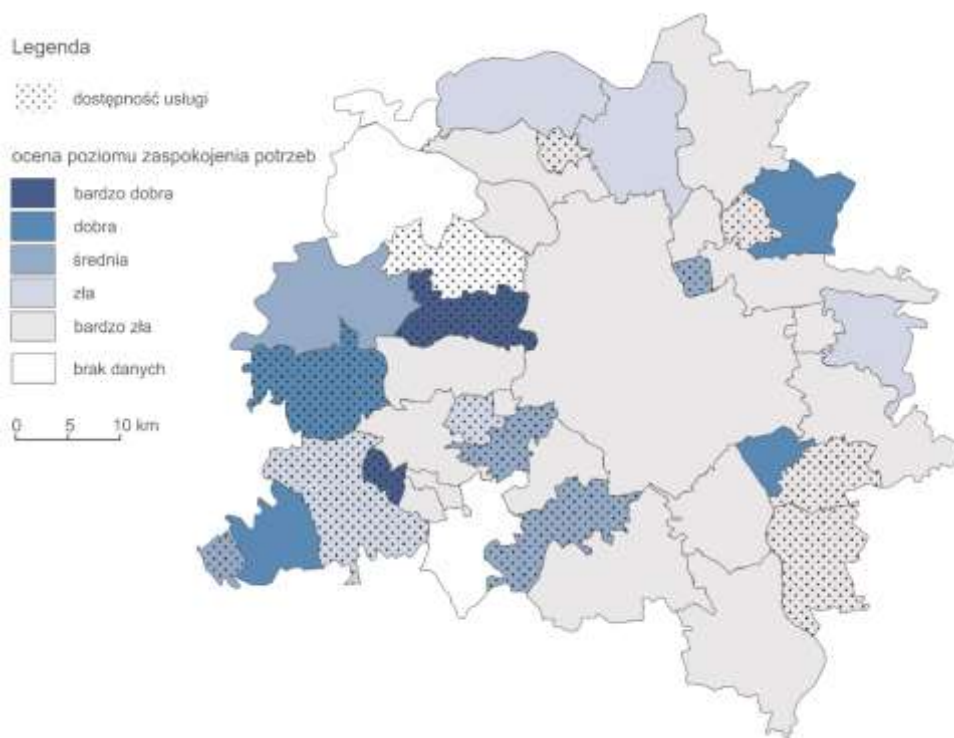 Legenda
dostępność usługi
ocena poziomu zaspokojenia potrzeb
bardzo dobra
dobra
średnia
zła
bardzo zła
brak danych
0 5 10 km